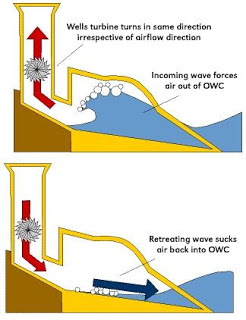 Wells turbine turns in same direction
irrespective of airflow direction
Incoming wave forces
air out of OWC
Retreating wave sucks
air back into OWC